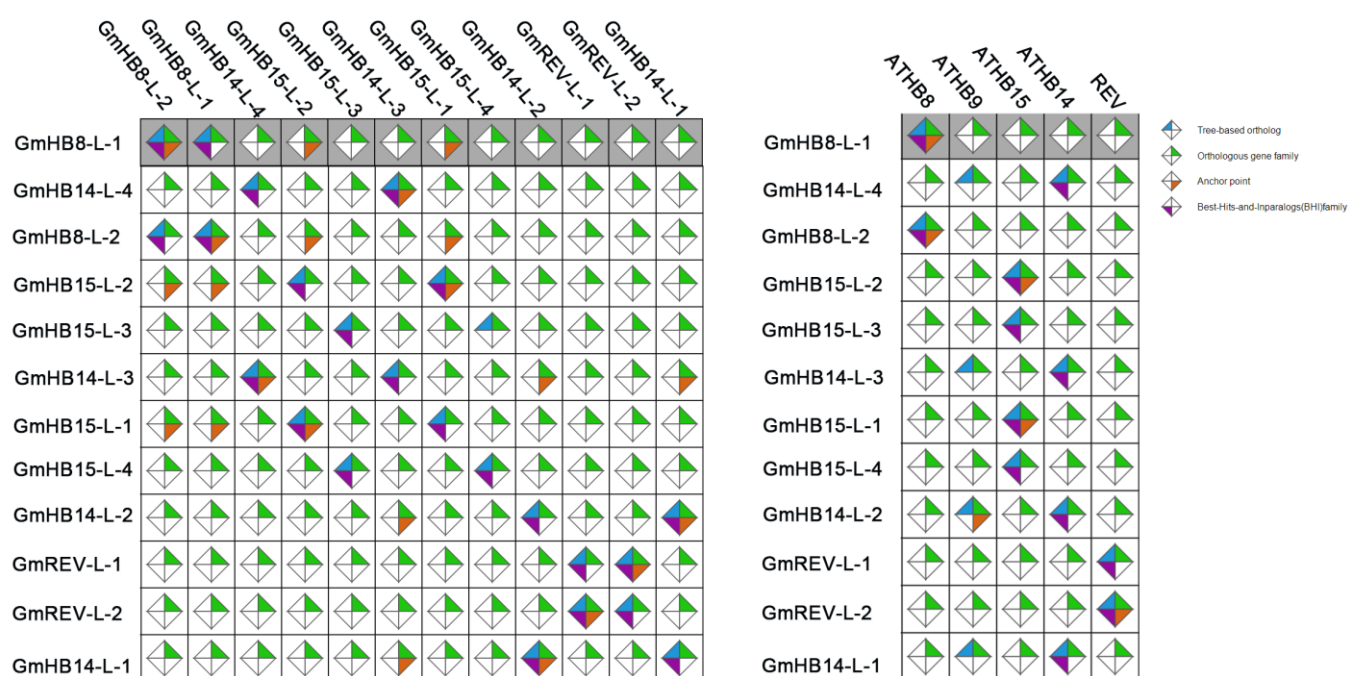 GmHB8-L-2
GmHB8-L-1
GmHB14-L-4
GmHB15-L-2
GmHB15-L-3
GmHB14-L-3
GmHB15-L-1
GmHB15-L-4
GmHB14-L-2
GmREV-L-1
GmREV-L-2
GmHB14-L-1
GmHB8-L-1
GmHB14-L-4
GmHB8-L-2
GmHB15-L-2
GmHB15-L-3
GmHB14-L-3
GmHB15-L-1
GmHB15-L-4
GmHB14-L-2
GmREV-L-1
GmREV-L-2
GmHB14-L-1
ATHB8
ATHB9
ATHB15
ATHB14
REV
GmHB8-L-1
GmHB14-L-4
GmHB8-L-2
GmHB15-L-2
GmHB15-L-3
GmHB14-L-3
GmHB15-L-1
GmHB15-L-4
GmHB14-L-2
GmREV-L-1
GmREV-L-2
GmHB14-L-1
Tree-based ortholog
Orthologous gene family
Anchor point
Best-Hits-and-Inparalogs(BHI)family